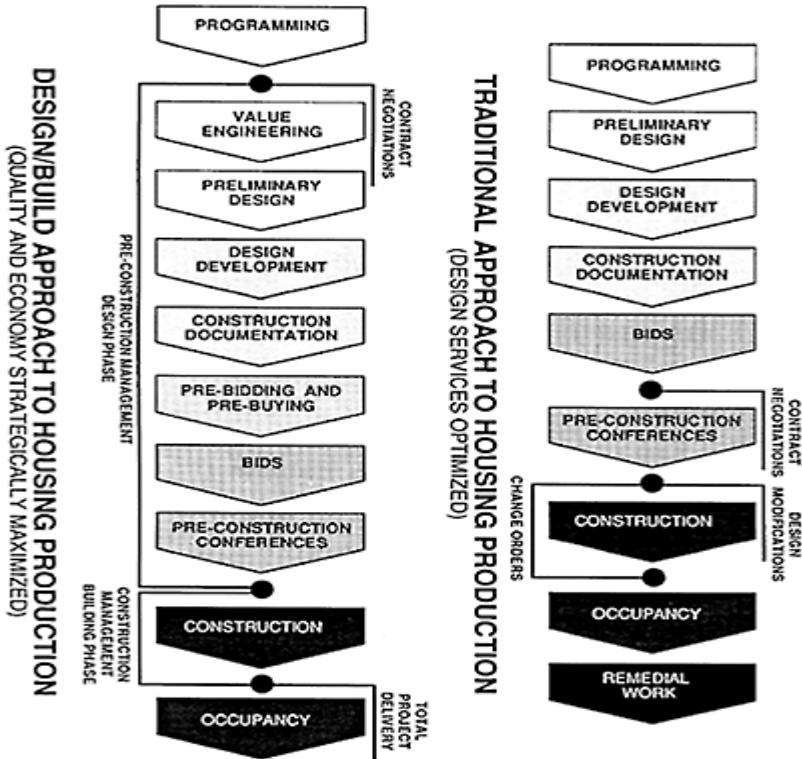 DESIGN/BUILD APPROACH TO HOUSING PRODUCTION
(QUALITY AND ECONOMY STRATEGICALLY MAXIMIZED)
PROGRAMMING
CONTRACT
NEGOTIATIONS
VALUE
ENGINEERING
PRELIMINARY
DESIGN
PRE-CONSTRUCTION MANAGEMENT
DESIGN PHASE
DESIGN
DEVELOPMENT
CONSTRUCTION
DOCUMENTATION
PRE-BIDDING AND
PRE-BUYING
BIDS
PRE-CONSTRUCTION
CONFERENCES
CONSTRUCTION
MANAGEMENT
BUILDING PHASE
CONSTRUCTION
OCCUPANCY
TOTAL
PROJECT
DELIVERY
TRADITIONAL APPROACH TO HOUSING PRODUCTION
(DESIGN SERVICES OPTIMIZED)
PROGRAMMING
PRELIMINARY
DESIGN
DESIGN
DEVELOPMENT
CONSTRUCTION
DOCUMENTATION
BIDS
CONTRACT
NEGOTIATIONS
PRE-CONSTRUCTION
CONFERENCES
CHANGE ORDERS
CONSTRUCTION
DESIGN
MODIFICATIONS
OCCUPANCY
REMEDIAL
WORK